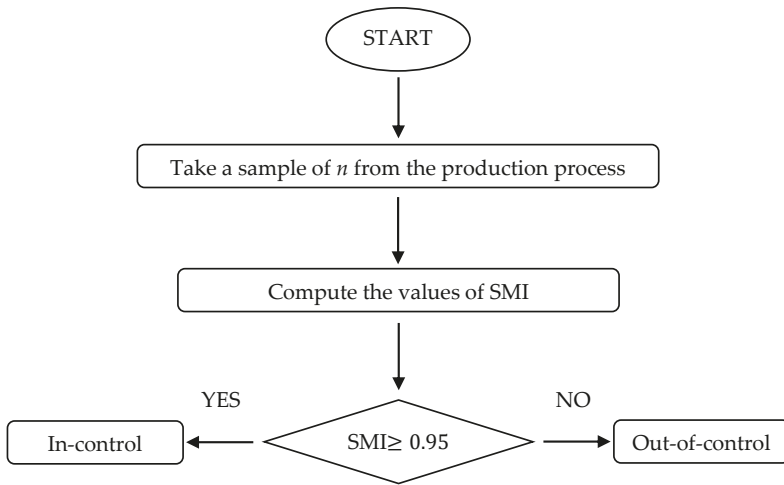 START
Take a sample of n from the production process
Compute the values of SMI
YES
NO
In-control
SMI≥ 0.95
Out-of-control